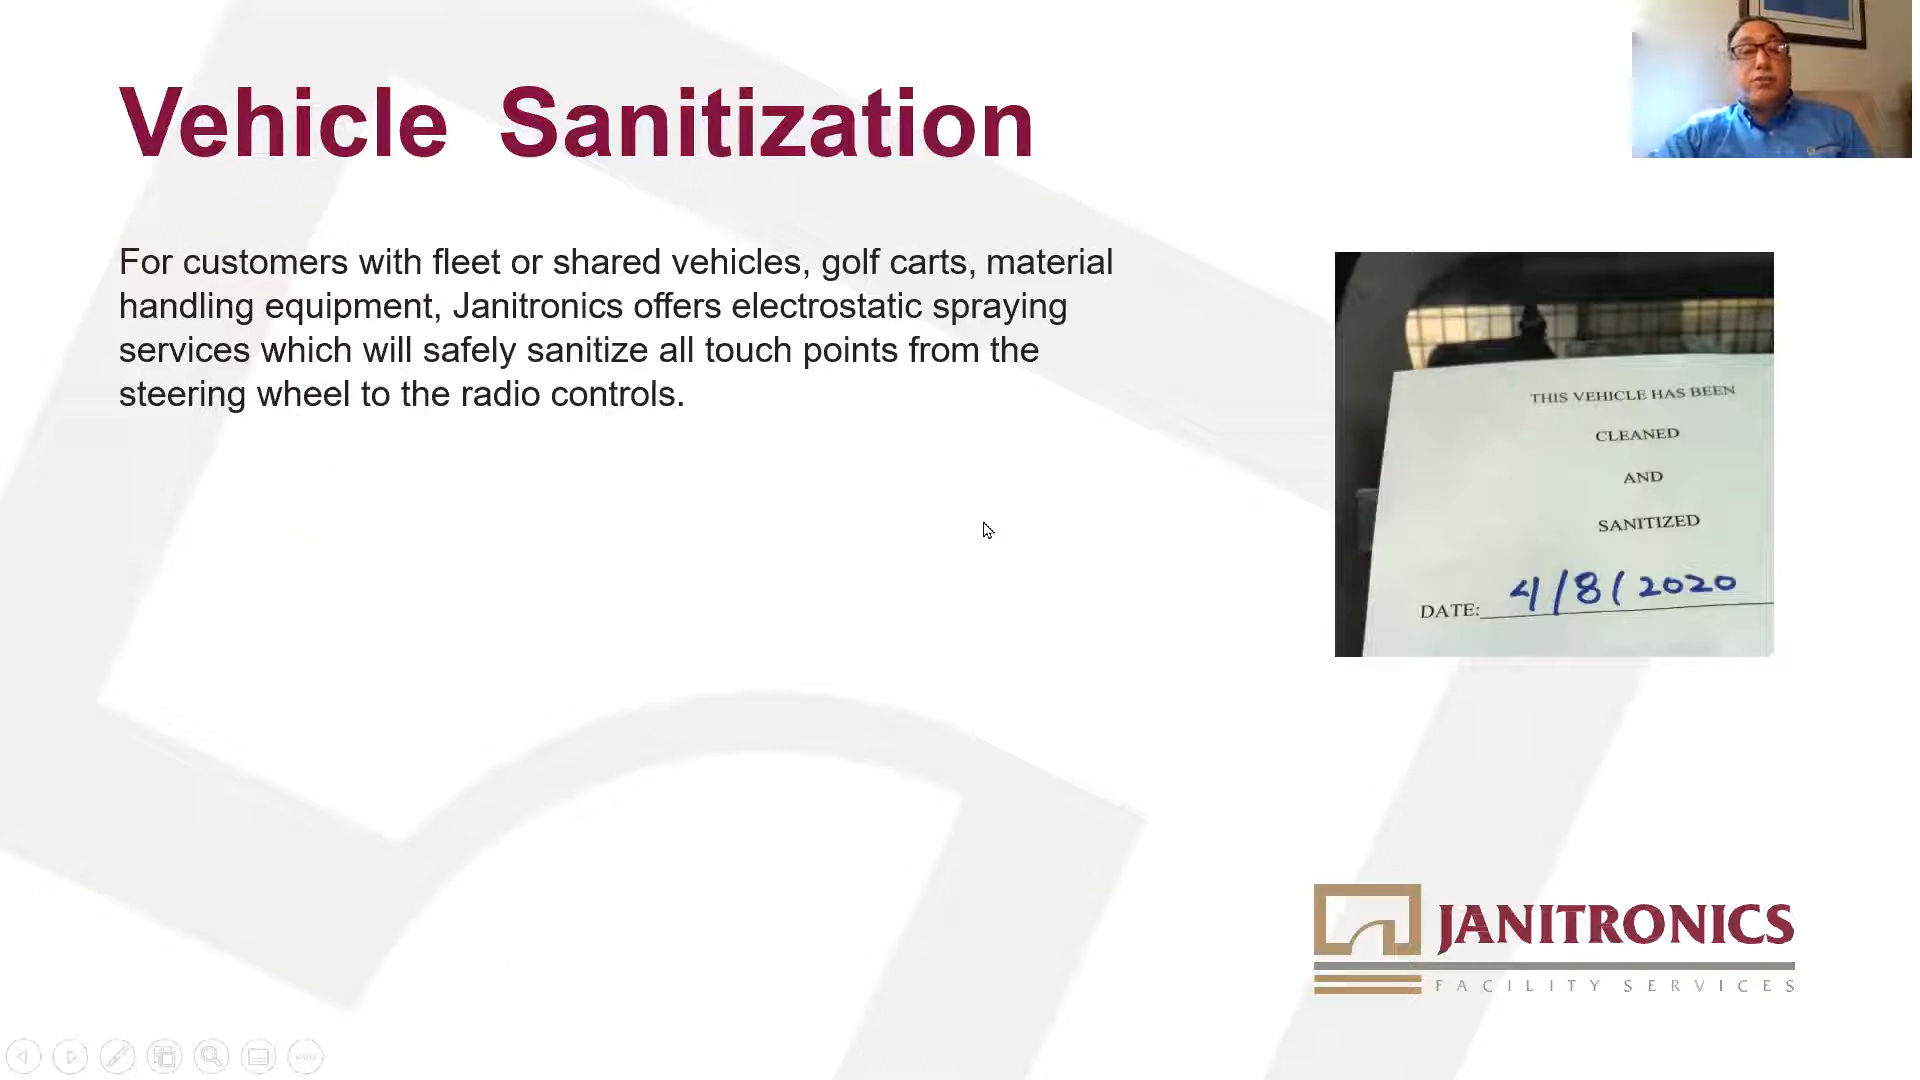 Vehicle Sanitization
For customers with fleet or shared vehicles, golf carts, material
handling equipment, Janitronics offers electrostatic spraying
services which will safely sanitize all touch points from the
steering wheel to the radio controls.
THIS VEHICLE HAS BEEN
CLEANED
AND
SANITIZED
DATE: 4/8/2020
JANITRONICS
FACILITY SERVICES